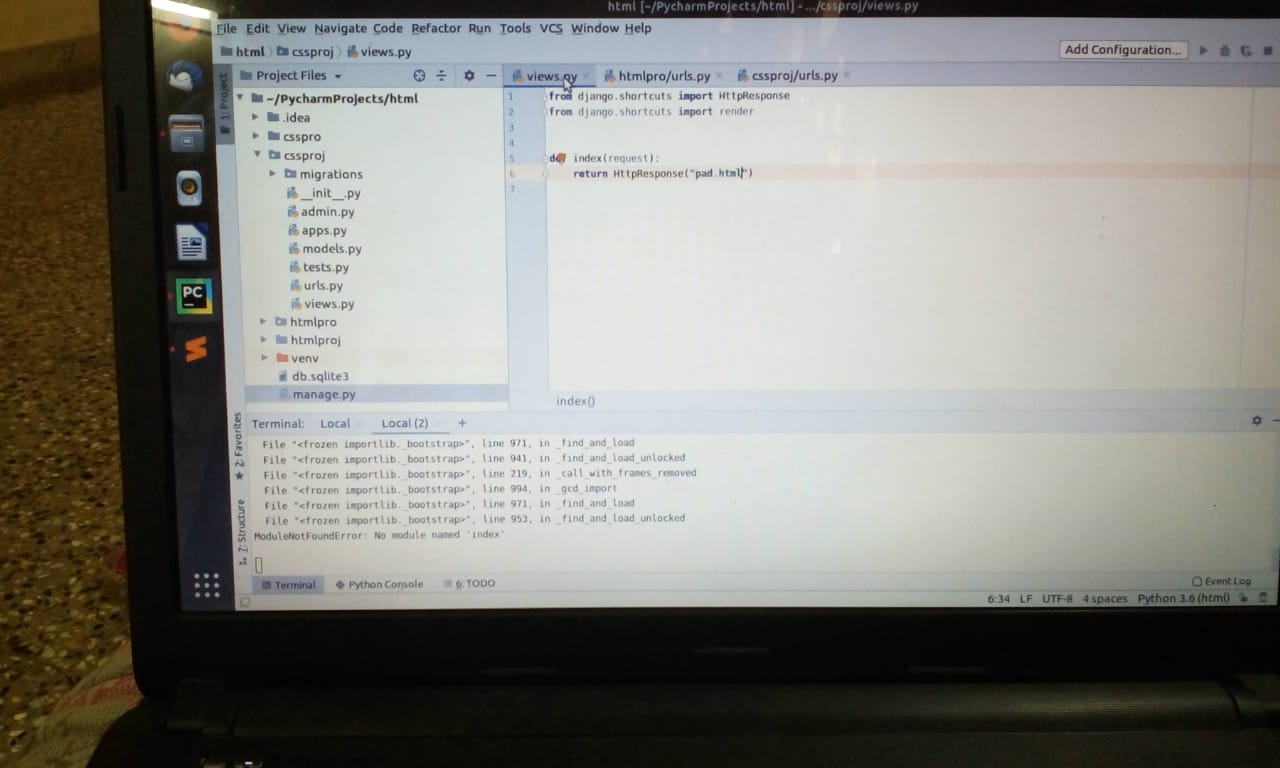 html [~/PycharmProjects/html] - .../cssproj/views.py
File Edit View Navigate Code Refactor Run Tools VCS Window Help
html cssproj views.py
Add Configuration...
Project Files
views.py htmlpro/urls.py cssproj/urls.py
1: Project
~/PycharmProjects/html
.idea
csspro
cssproj
migrations
__init__.py
admin.py
apps.py
models.py
tests.py
urls.py
views.py
htmlpro
htmlproj
venv
db.sqlite3
manage.py
1 from django.shortcuts import HttpResponse
2 from django.shortcuts import render
3
4
5 def index(request):
6 return HttpResponse("pad.html")
7
index()
PC
2: Favorites
7: Structure
Terminal: Local Local (2) +
File "<frozen importlib._bootstrap>", line 971, in _find_and_load
File "<frozen importlib._bootstrap>", line 941, in _find_and_load_unlocked
File "<frozen importlib._bootstrap>", line 219, in _call_with_frames_removed
File "<frozen importlib._bootstrap>", line 994, in _gcd_import
File "<frozen importlib._bootstrap>", line 971, in _find_and_load
File "<frozen importlib._bootstrap>", line 953, in _find_and_load_unlocked
ModuleNotFoundError: No module named 'index'
Terminal Python Console 6: TODO
Event Log
6:34 LF UTF-8 4 spaces Python 3.6 (html)